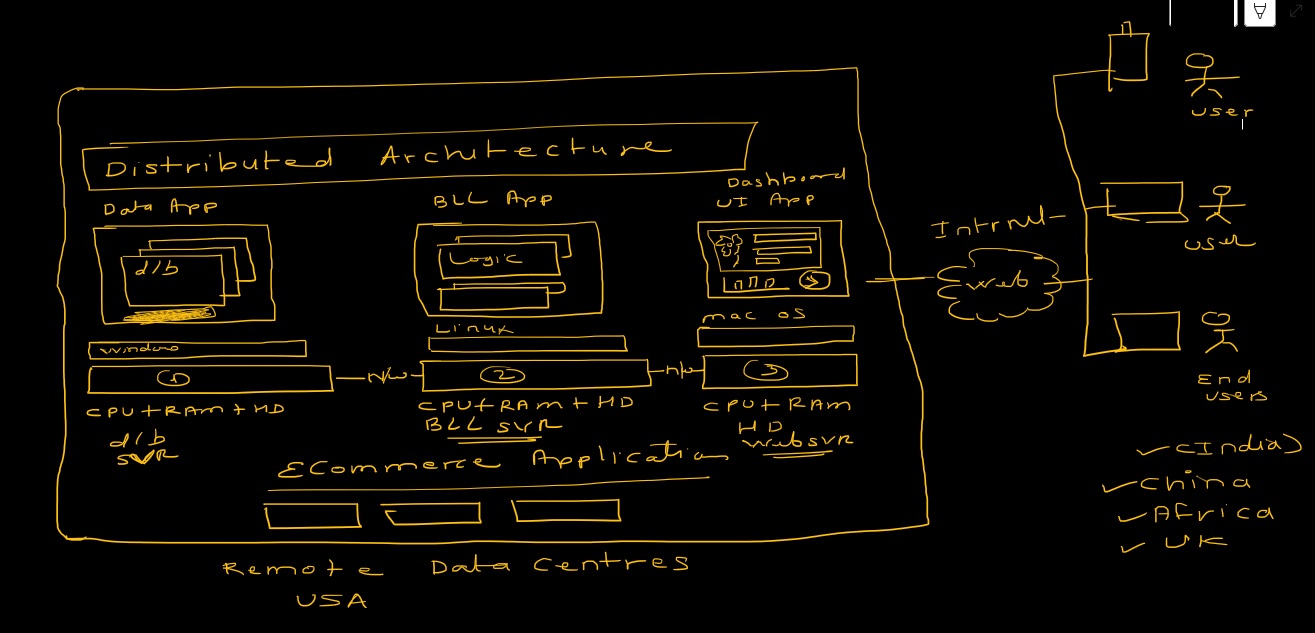 Distributed Architecture
Data App
BLL App
Dashboard
UI App
d/b
Logic
Linux
mac os
windows
1
N/w
2
N/w
3
CPU + RAM + HD
d/b
SVR
CPU + RAM + HD
BLL SVR
CPU + RAM
HD
Websvr
ECommerce Application
Remote Data Centres
USA
web
user
user
End
users
(India)
China
Africa
UK